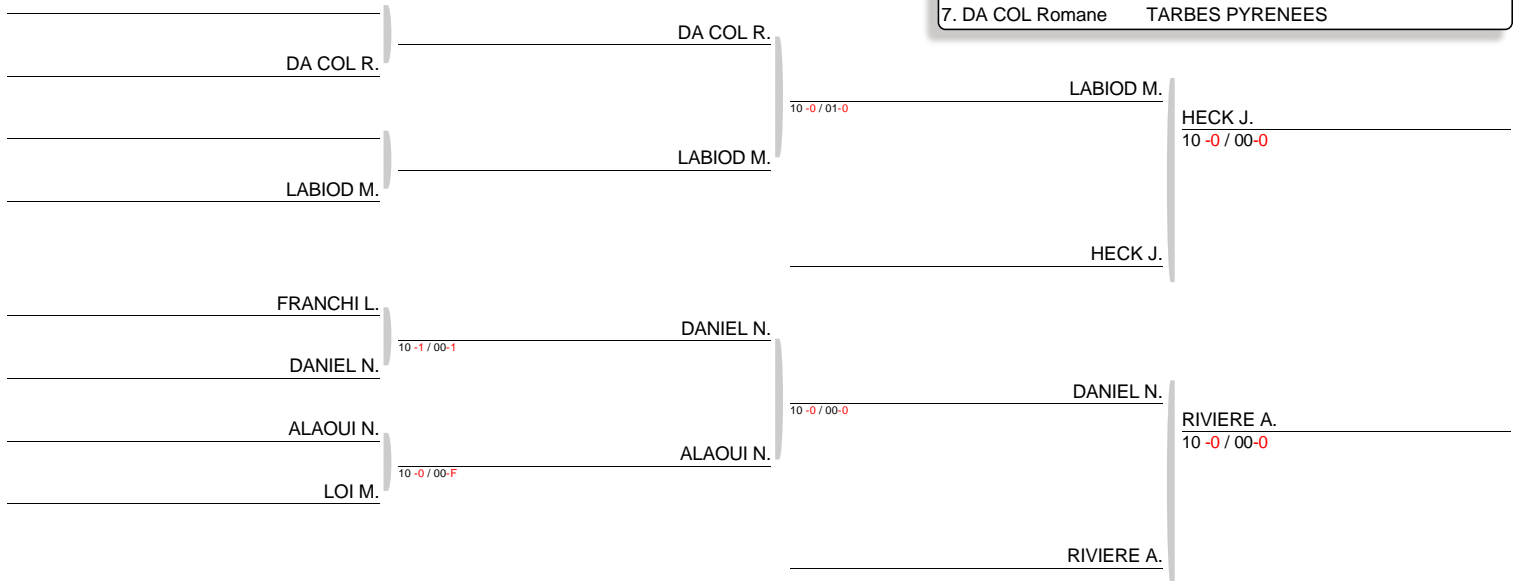 7. DA COL Romane TARBES PYRENEES
DA COL R.
DA COL R.
LABIOD M.
10 -0 / 01-0
HECK J.
10 -0 / 00-0
LABIOD M.
LABIOD M.
HECK J.
FRANCHI L.
DANIEL N.
10 -1 / 00-1
DANIEL N.
DANIEL N.
10 -0 / 00-0
RIVIERE A.
10 -0 / 00-0
ALAOUI N.
ALAOUI N.
10 -0 / 00-F
LOI M.
RIVIERE A.